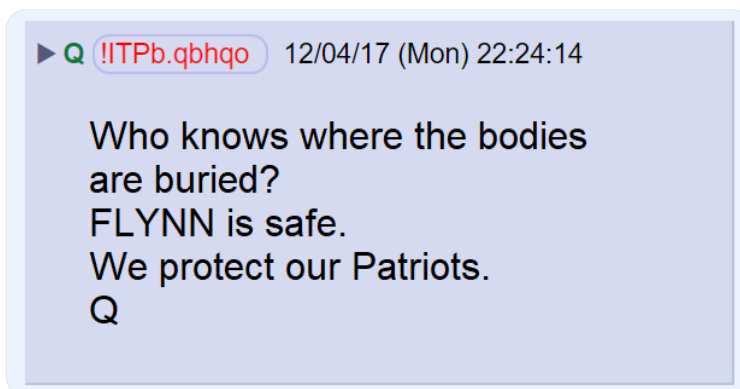 Q !ITPb.qbhqo 12/04/17 (Mon) 22:24:14
Who knows where the bodies
are buried?
FLYNN is safe.
We protect our Patriots.
Q